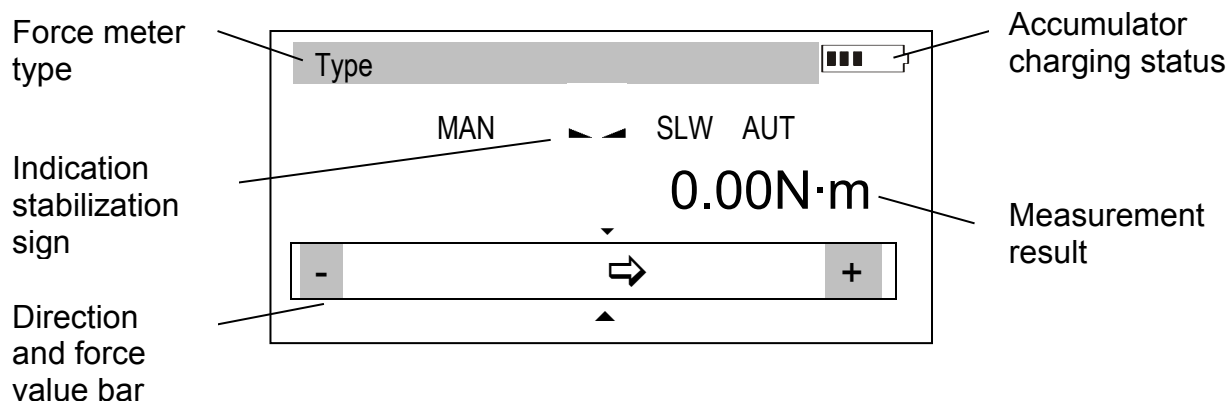 Force meter
type
Accumulator
charging status
Type
MAN SLW AUT
Indication
stabilization
sign
0.00N·m
Measurement
result
- +
Direction
and force
value bar